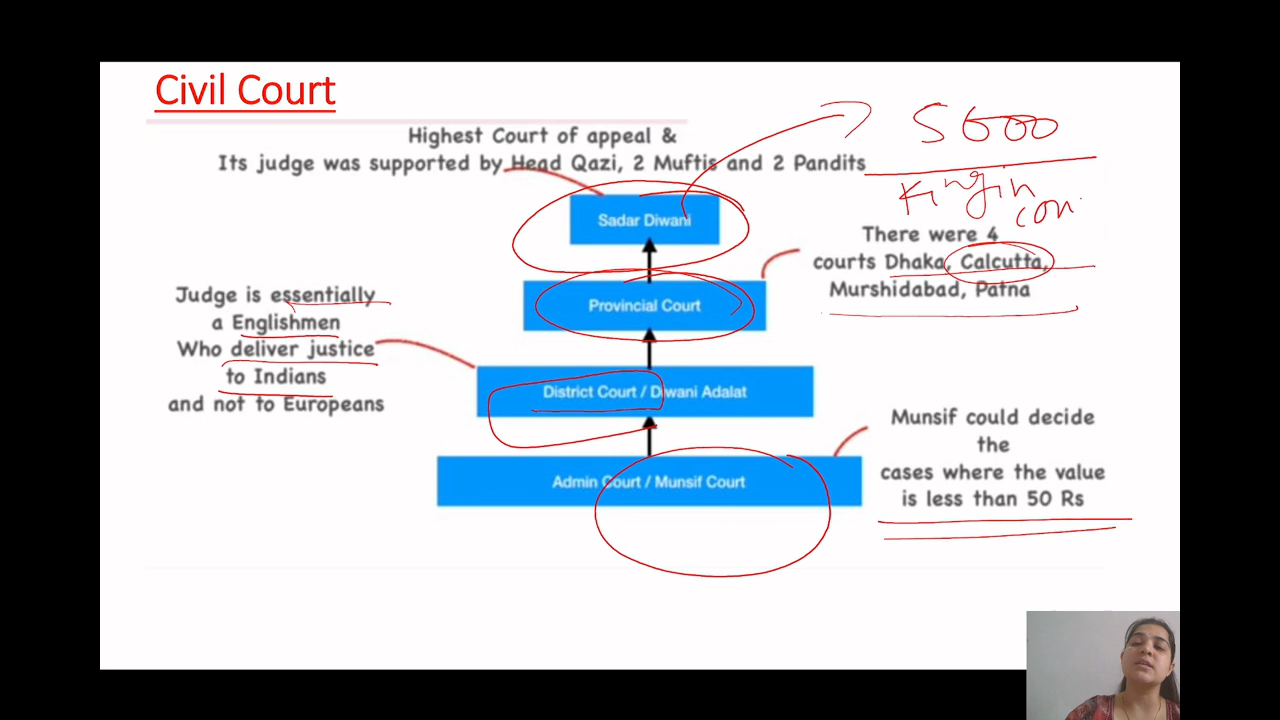 Civil Court
Highest Court of appeal &
Its judge was supported by Head Qazi, 2 Muftis and 2 Pandits
5000
King in
con.
Sadar Diwani
There were 4
courts Dhaka, Calcutta,
Murshidabad, Patna
Provincial Court
Judge is essentially
a Englishmen
Who deliver justice
to Indians
and not to Europeans
District Court / Diwani Adalat
Munsif could decide
the
cases where the value
is less than 50 Rs
Admin Court / Munsif Court